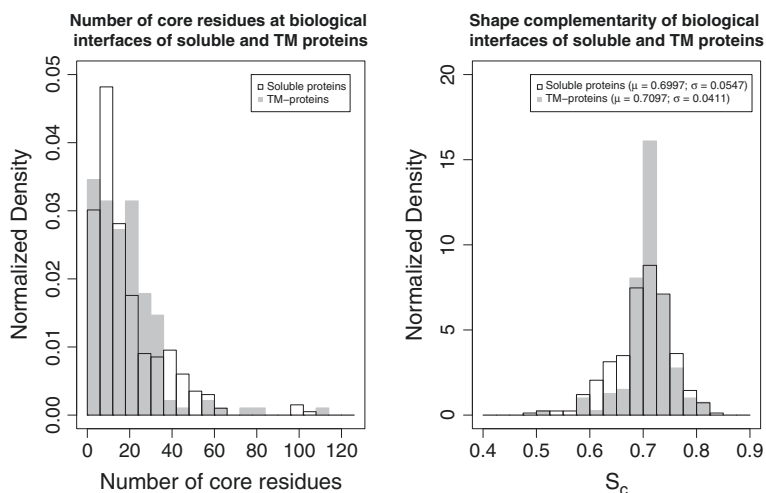 Number of core residues at biological
interfaces of soluble and TM proteins
Normalized Density
0.00 0.01 0.02 0.03 0.04 0.05
Soluble proteins
TM−proteins
0 20 40 60 80 100 120
Number of core residues
Shape complementarity of biological
interfaces of soluble and TM proteins
Normalized Density
0 5 10 15 20
Soluble proteins (μ = 0.6997; σ = 0.0547)
TM−proteins (μ = 0.7097; σ = 0.0411)
0.4 0.5 0.6 0.7 0.8 0.9
Sc